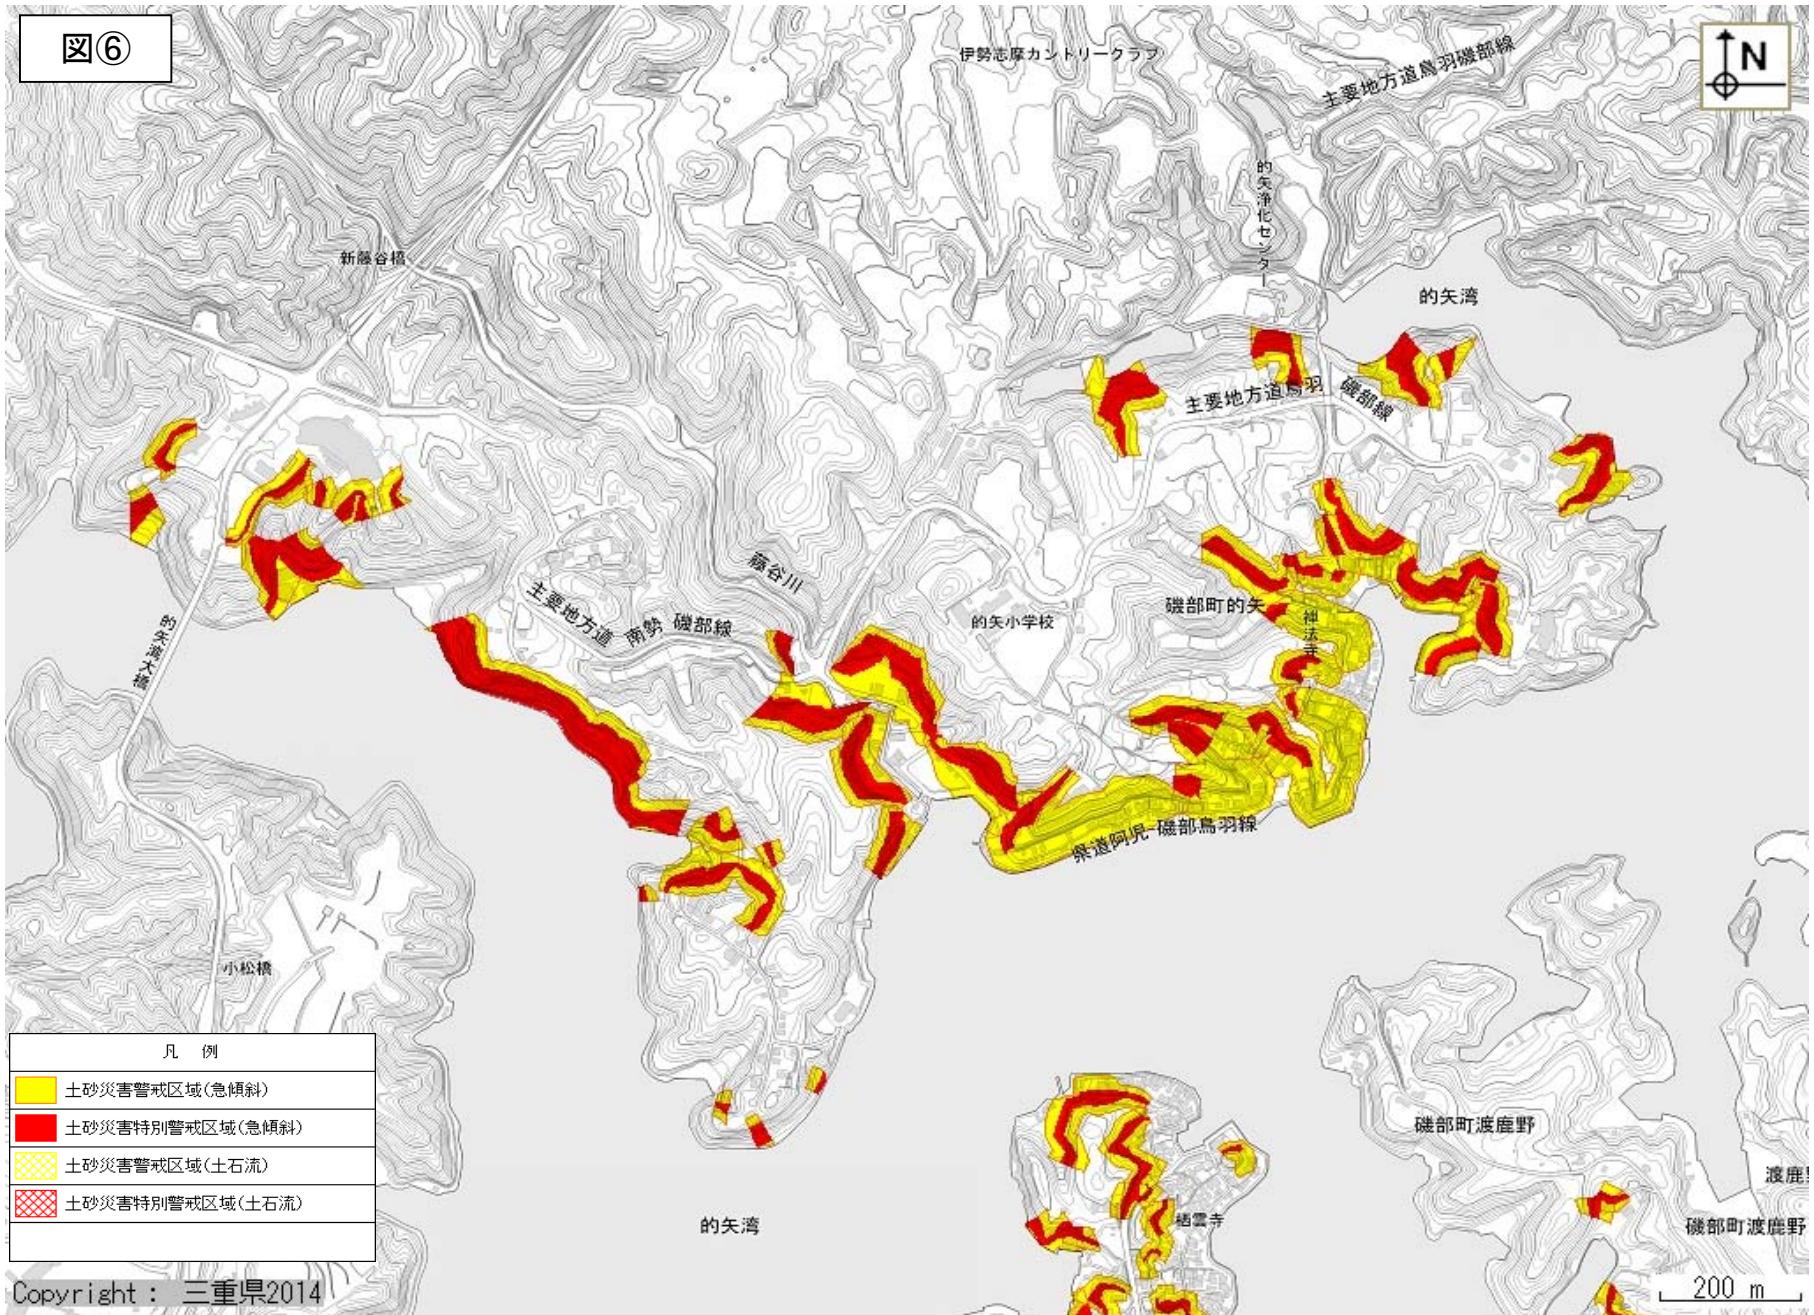 図⑥
N
伊勢志摩カントリークラブ
主要地方道鳥羽磯部線
的矢浄化センター
新藤谷橋
的矢湾
主要地方道鳥羽 磯部線
藤谷川
主要地方道 南勢 磯部線
的矢小学校
磯部町的矢
禅法寺
的矢湾大橋
県道阿児-磯部鳥羽線
小松橋
凡 例
土砂災害警戒区域(急傾斜)
土砂災害特別警戒区域(急傾斜)
土砂災害警戒区域(土石流)
土砂災害特別警戒区域(土石流)
磯部町渡鹿野
渡鹿
的矢湾
栖雲寺
磯部町渡鹿野
Copyright : 三重県2014
200 m